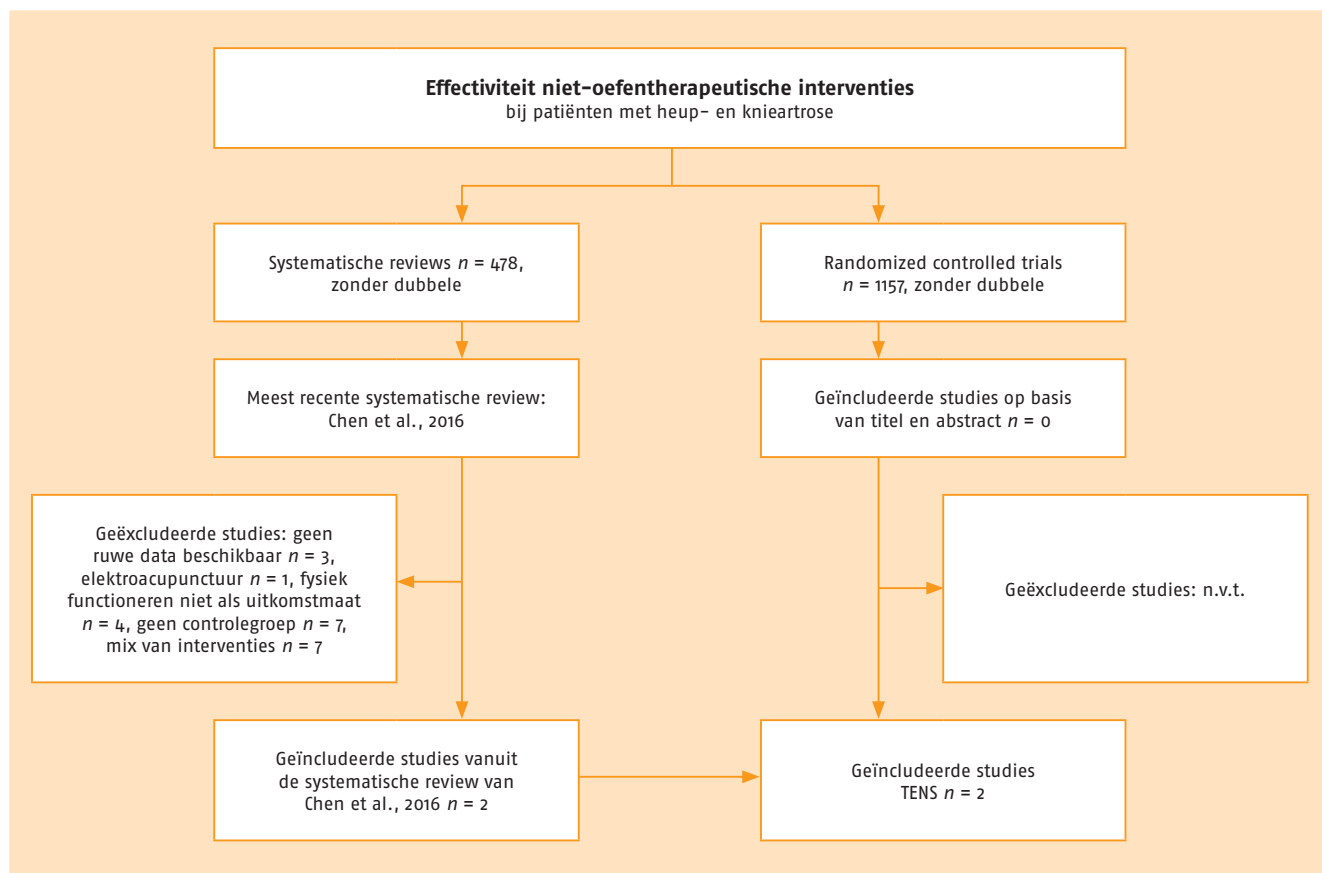 Effectiviteit niet-oefentherapeutische interventies
bij patiënten met heup- en knieartrose
Systematische reviews n = 478,
zonder dubbele
Randomized controlled trials
n = 1157, zonder dubbele
Meest recente systematische review:
Chen et al., 2016
Geïncludeerde studies op basis
van titel en abstract n = 0
Geëxcludeerde studies: geen
ruwe data beschikbaar n = 3,
elektroacupunctuur n = 1, fysiek
functioneren niet als uitkomstmaat
n = 4, geen controlegroep n = 7,
mix van interventies n = 7
Geëxcludeerde studies: n.v.t.
Geïncludeerde studies vanuit
de systematische review van
Chen et al., 2016 n = 2
Geïncludeerde studies
TENS n = 2